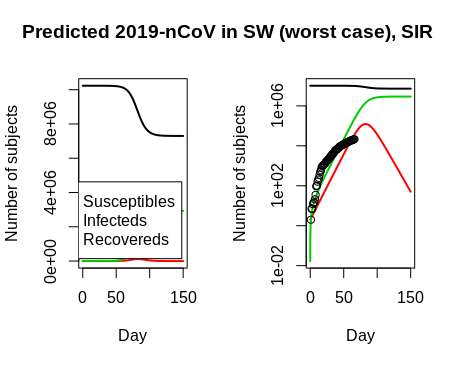 Predicted 2019-nCoV in SW (worst case), SIR
Number of subjects
8e+06
4e+06
0e+00
Susceptibles
Infecteds
Recovereds
0 50 150
Day
Number of subjects
1e+06
1e+02
1e-02
0 50 150
Day